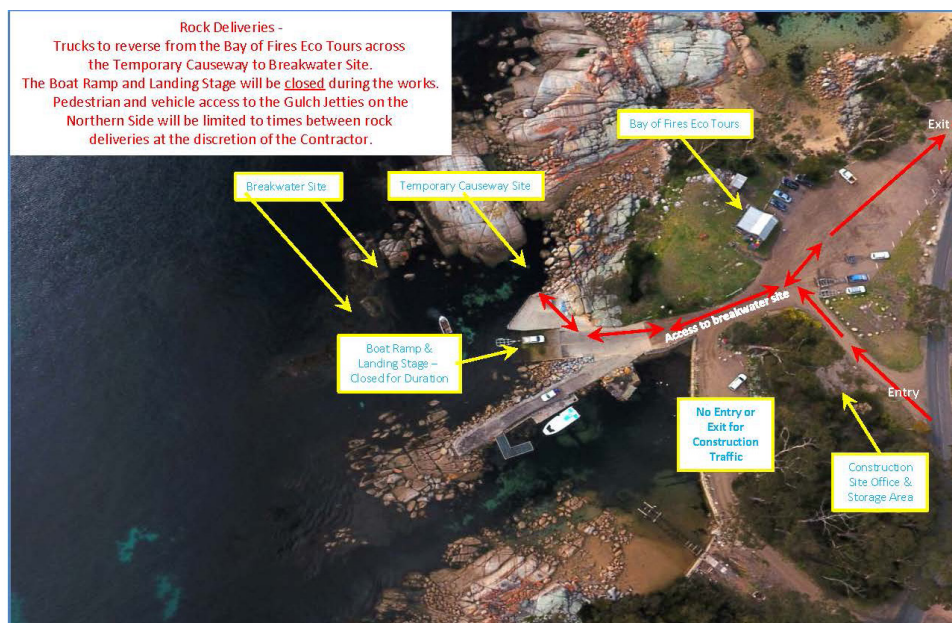 Rock Deliveries -
Trucks to reverse from the Bay of Fires Eco Tours across
the Temporary Causeway to Breakwater Site.
The Boat Ramp and Landing Stage will be closed during the works.
Pedestrian and vehicle access to the Gulch Jetties on the
Northern Side will be limited to times between rock
deliveries at the discretion of the Contractor.
Exit
Bay of Fires Eco Tours
Breakwater Site
Temporary Causeway Site
Access to breakwater site
Boat Ramp &
Landing Stage –
Closed for Duration
Entry
No Entry or
Exit for
Construction
Traffic
Construction
Site Office &
Storage Area